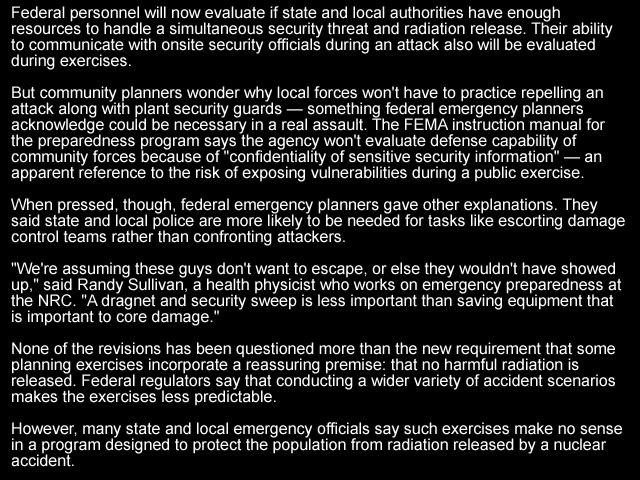 Federal personnel will now evaluate if state and local authorities have enough
resources to handle a simultaneous security threat and radiation release. Their ability
to communicate with onsite security officials during an attack also will be evaluated
during exercises.
But community planners wonder why local forces won't have to practice repelling an
attack along with plant security guards — something federal emergency planners
acknowledge could be necessary in a real assault. The FEMA instruction manual for
the preparedness program says the agency won't evaluate defense capability of
community forces because of "confidentiality of sensitive security information" — an
apparent reference to the risk of exposing vulnerabilities during a public exercise.
When pressed, though, federal emergency planners gave other explanations. They
said state and local police are more likely to be needed for tasks like escorting damage
control teams rather than confronting attackers.
"We're assuming these guys don't want to escape, or else they wouldn't have showed
up," said Randy Sullivan, a health physicist who works on emergency preparedness at
the NRC. "A dragnet and security sweep is less important than saving equipment that
is important to core damage."
None of the revisions has been questioned more than the new requirement that some
planning exercises incorporate a reassuring premise: that no harmful radiation is
released. Federal regulators say that conducting a wider variety of accident scenarios
makes the exercises less predictable.
However, many state and local emergency officials say such exercises make no sense
in a program designed to protect the population from radiation released by a nuclear
accident.